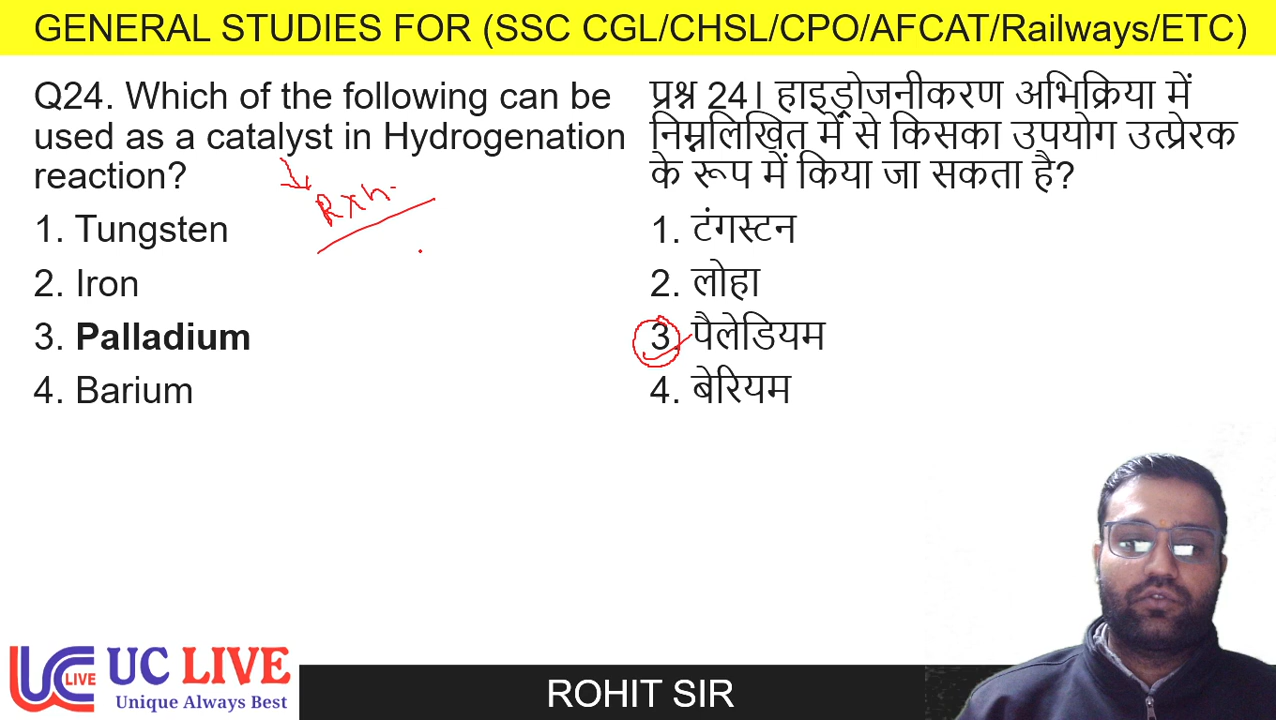 GENERAL STUDIES FOR (SSC CGL/CHSL/CPO/AFCAT/Railways/ETC)
Q24. Which of the following can be
used as a catalyst in Hydrogenation
reaction?
1. Tungsten
2. Iron
3. Palladium
4. Barium
प्रश्न 24। हाइड्रोजनीकरण अभिक्रिया में
निम्नलिखित में से किसका उपयोग उत्प्रेरक
के रूप में किया जा सकता है?
1. टंगस्टन
2. लोहा
3. पैलेडियम
4. बेरियम
Rxn.
LIVE
UC LIVE
Unique Always Best
ROHIT SIR